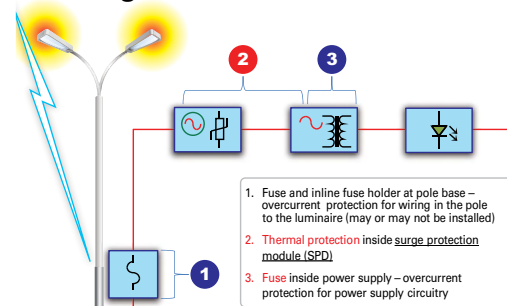 2
3
1
1. Fuse and inline fuse holder at pole base –
overcurrent protection for wiring in the pole
to the luminaire (may or may not be installed)
2. Thermal protection inside surge protection
module (SPD)
3. Fuse inside power supply – overcurrent
protection for power supply circuitry